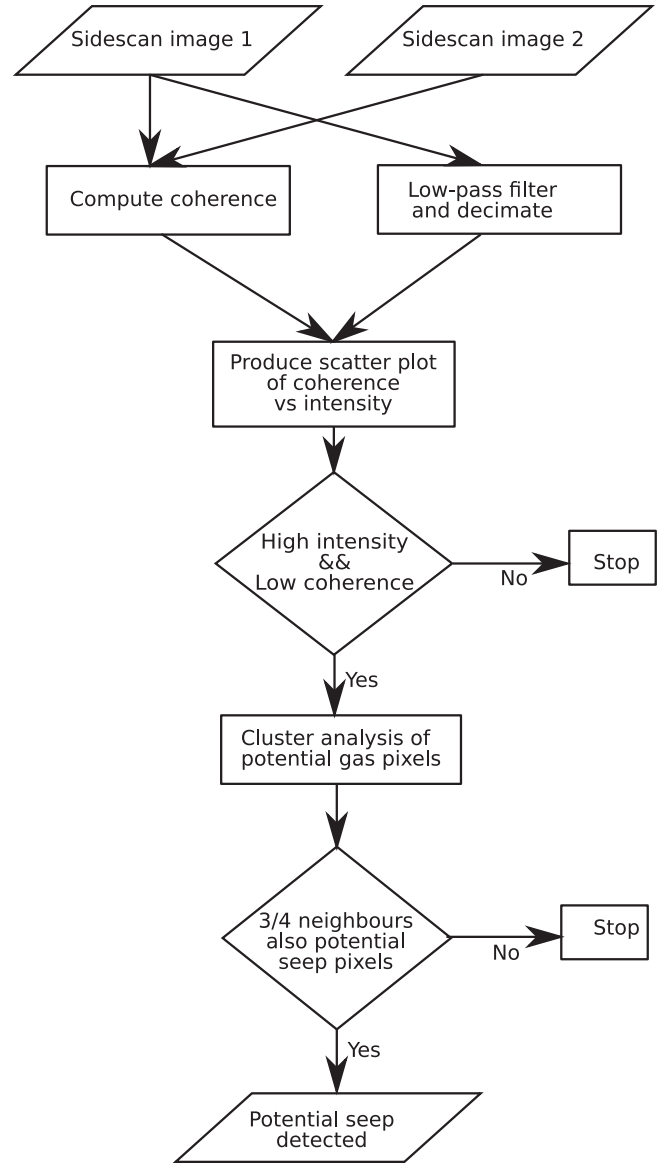 Sidescan image 1
Sidescan image 2
Compute coherence
Low-pass filter
and decimate
Produce scatter plot
of coherence
vs intensity
High intensity
&&
Low coherence
No
Stop
Yes
Cluster analysis of
potential gas pixels
3/4 neighbours
also potential
seep pixels
No
Stop
Yes
Potential seep
detected